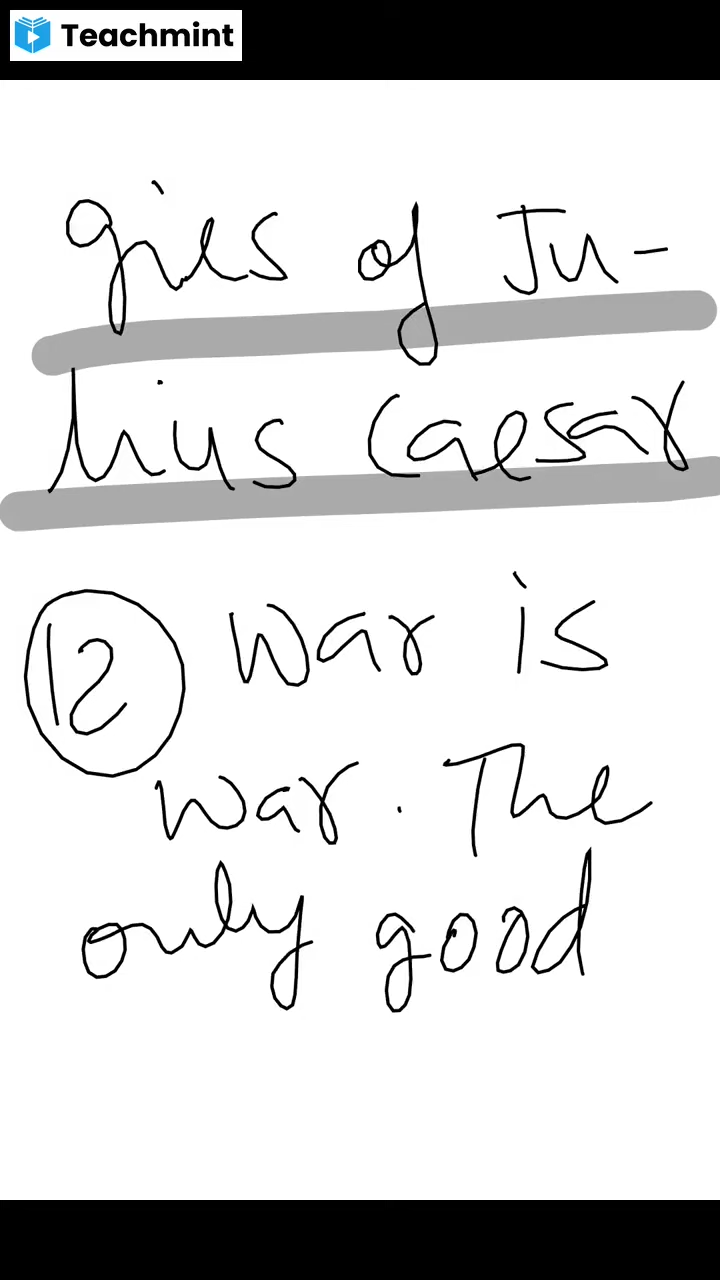 Teachmint
gies of Ju-
lius Caesar
12 War is
war. The
only good